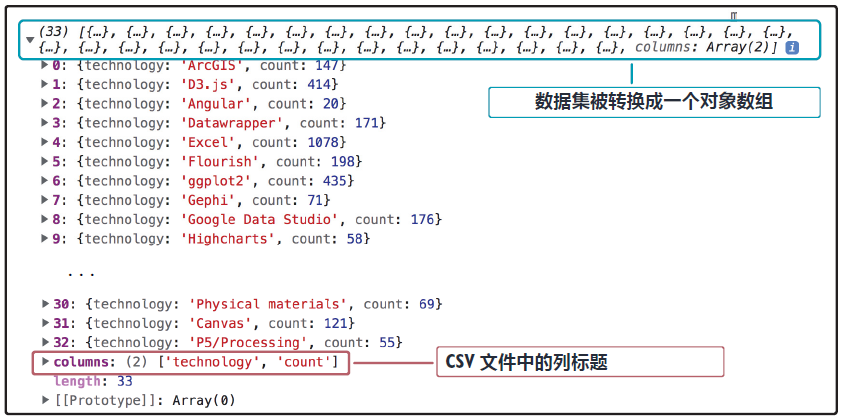 (33) [{…}, {…}, {…}, {…}, {…}, {…}, {…}, {…}, {…}, {…}, {…}, {…}, {…}, {…}, {…}, {…}, {…}, {…},
{…}, {…}, {…}, {…}, {…}, {…}, {…}, {…}, {…}, {…}, {…}, {…}, {…}, {…}, {…}, columns: Array(2)] i
0: {technology: 'ArcGIS', count: 147}
1: {technology: 'D3.js', count: 414}
数据集被转换成一个对象数组
2: {technology: 'Angular', count: 20}
3: {technology: 'Datawrapper', count: 171}
4: {technology: 'Excel', count: 1078}
5: {technology: 'Flourish', count: 198}
6: {technology: 'ggplot2', count: 435}
7: {technology: 'Gephi', count: 71}
8: {technology: 'Google Data Studio', count: 176}
9: {technology: 'Highcharts', count: 58}
...
30: {technology: 'Physical materials', count: 69}
31: {technology: 'Canvas', count: 121}
32: {technology: 'P5/Processing', count: 55}
columns: (2) ['technology', 'count']
CSV 文件中的列标题
length: 33
[[Prototype]]: Array(0)